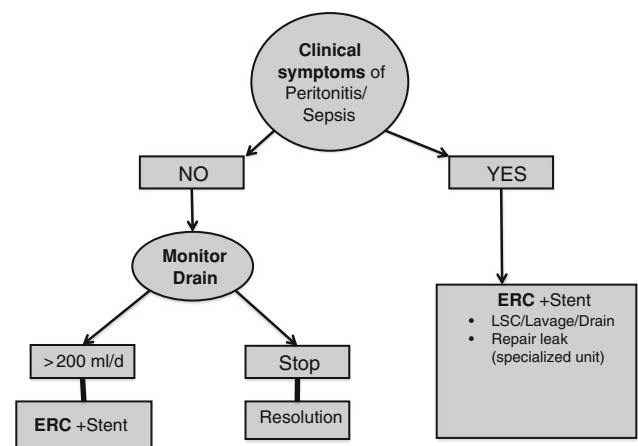 Clinical
symptoms of
Peritonitis/
Sepsis
NO
YES
Monitor
Drain
ERC +Stent
• LSC/Lavage/Drain
• Repair leak
(specialized unit)
>200 ml/d
Stop
ERC +Stent
Resolution